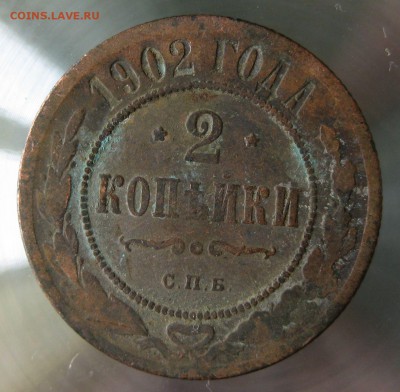 COINS.LAVE.RU
1902 ГОДА
2
КОПѢЙКИ
С.П.Б